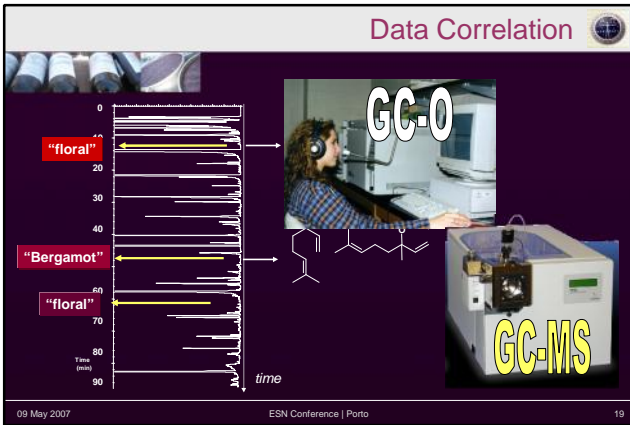 Data Correlation
0
10
“floral”
20
30
40
“Bergamot”
60
“floral”
70
80
Time
(min)
90
time
GC-O
O
GC-MS
09 May 2007
ESN Conference | Porto
19